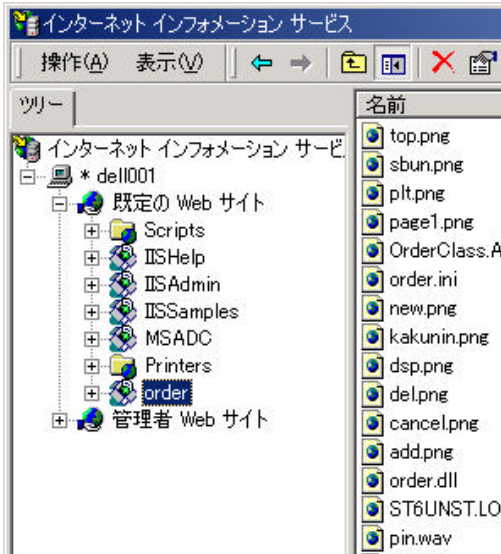 インターネット インフォメーション サービス
操作(A) 表示(V)
ツリー
インターネット インフォメーション サービ
* dell001
既定の Web サイト
Scripts
IISHelp
IISAdmin
IISSamples
MSADC
Printers
order
管理者 Web サイト
名前
top.png
sbun.png
plt.png
page1.png
OrderClass.A
order.ini
new.png
kakunin.png
dsp.png
del.png
cancel.png
add.png
order.dll
ST6UNST.LO
pin.wav